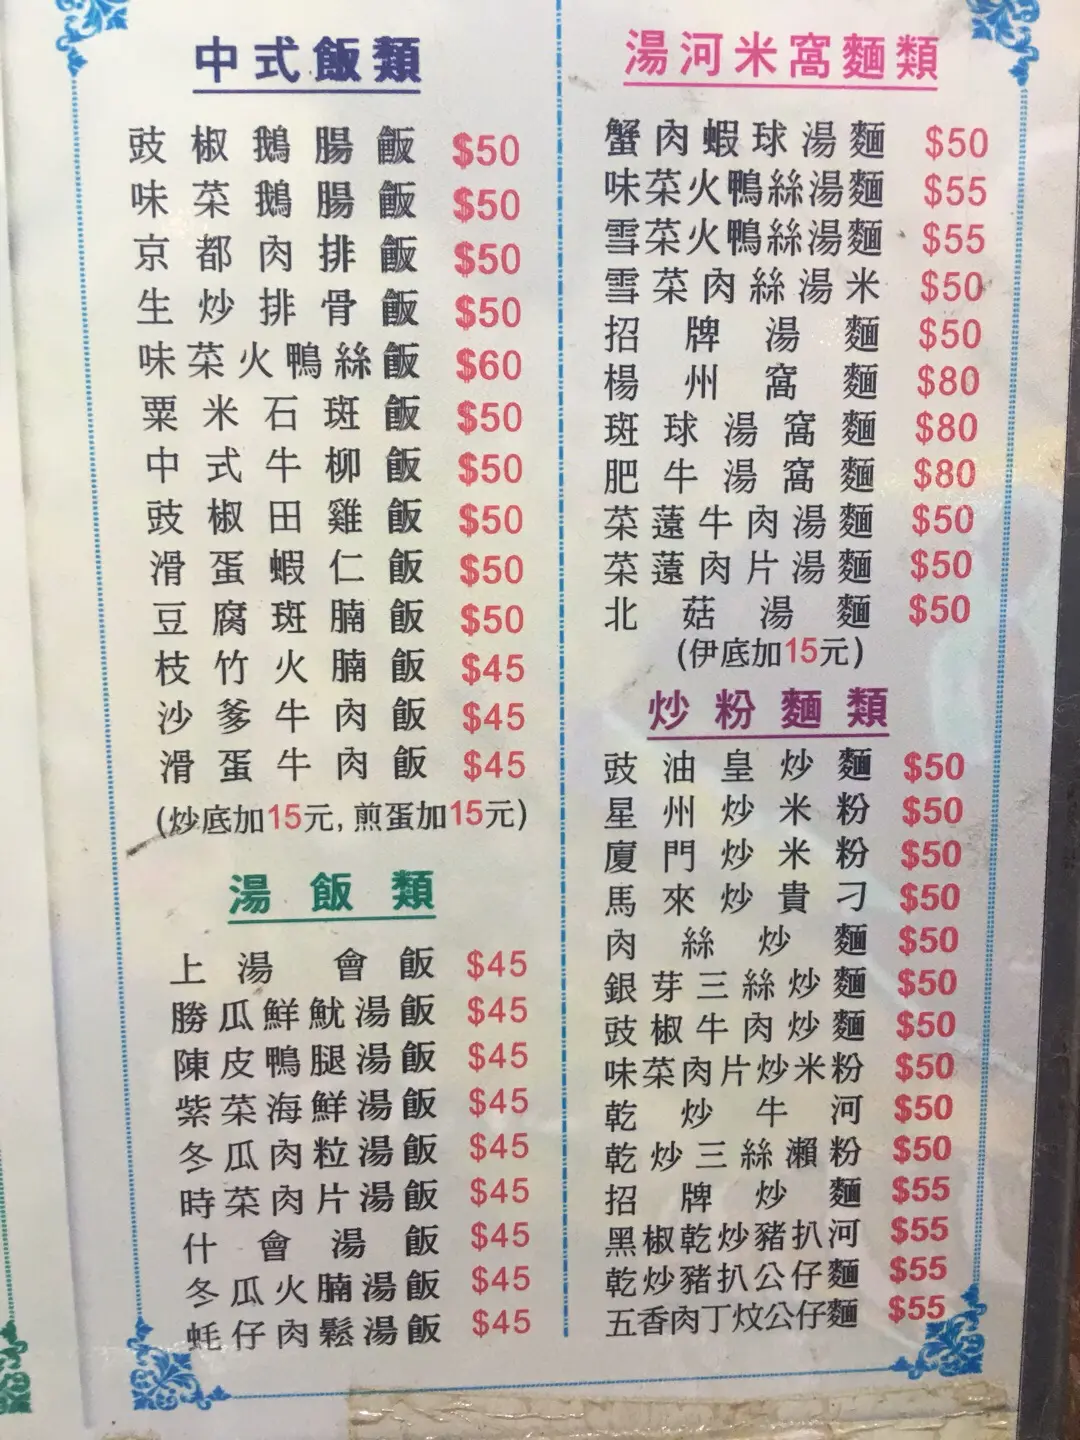 中式飯類
豉椒鵝腸飯 $50
味菜鵝腸飯 $50
京都肉排飯 $50
生炒排骨飯 $50
味菜火鴨絲飯 $60
粟米石斑飯 $50
中式牛柳飯 $50
豉椒田雞飯 $50
滑蛋蝦仁飯 $50
豆腐斑腩飯 $50
枝竹火腩飯 $45
沙爹牛肉飯 $45
滑蛋牛肉飯 $45
(炒底加15元, 煎蛋加15元)
湯飯類
上湯會飯 $45
勝瓜鮮魷湯飯 $45
陳皮鴨腿湯飯 $45
紫菜海鮮湯飯 $45
冬瓜肉粒湯飯 $45
時菜肉片湯飯 $45
什會湯飯 $45
冬瓜火腩湯飯 $45
蚝仔肉鬆湯飯 $45
湯河米窩麵類
蟹肉蝦球湯麵 $50
味菜火鴨絲湯麵 $55
雪菜火鴨絲湯麵 $55
雪菜肉絲湯米 $50
招牌湯麵 $50
楊州窩麵 $80
斑球湯窩麵 $80
肥牛湯窩麵 $80
菜薳牛肉湯麵 $50
菜薳肉片湯麵 $50
北菇湯麵 $50
(伊底加15元)
炒粉麵類
豉油皇炒麵 $50
星州炒米粉 $50
廈門炒米粉 $50
馬來炒貴刁 $50
肉絲炒麵 $50
銀芽三絲炒麵 $50
豉椒牛肉炒麵 $50
味菜肉片炒米粉 $50
乾炒牛河 $50
乾炒三絲瀨粉 $50
招牌炒麵 $55
黑椒乾炒豬扒河 $55
乾炒豬扒公仔麵 $55
五香肉丁炆公仔麵 $55